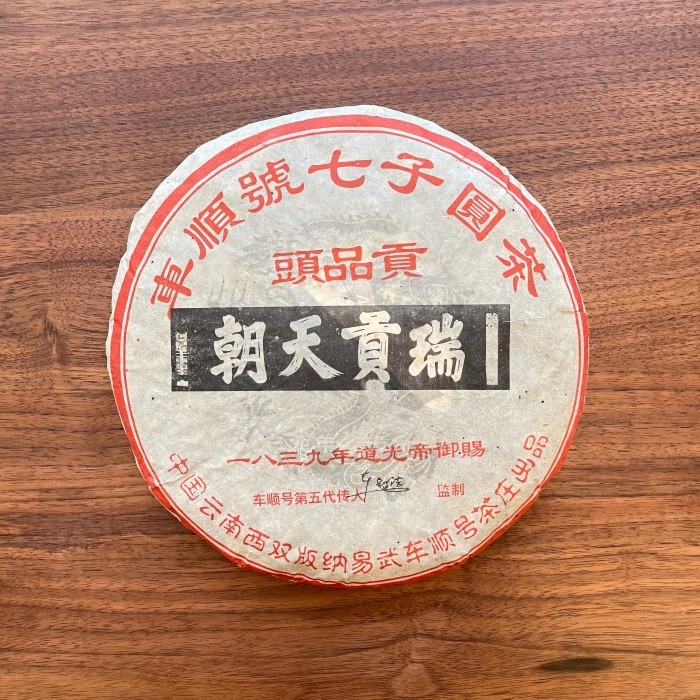 車順號七子圓茶
頭品貢
朝天貢瑞
一八三九年道光帝御賜
车顺号第五代传人 监制
中国云南西双版纳易武车顺号茶庄出品